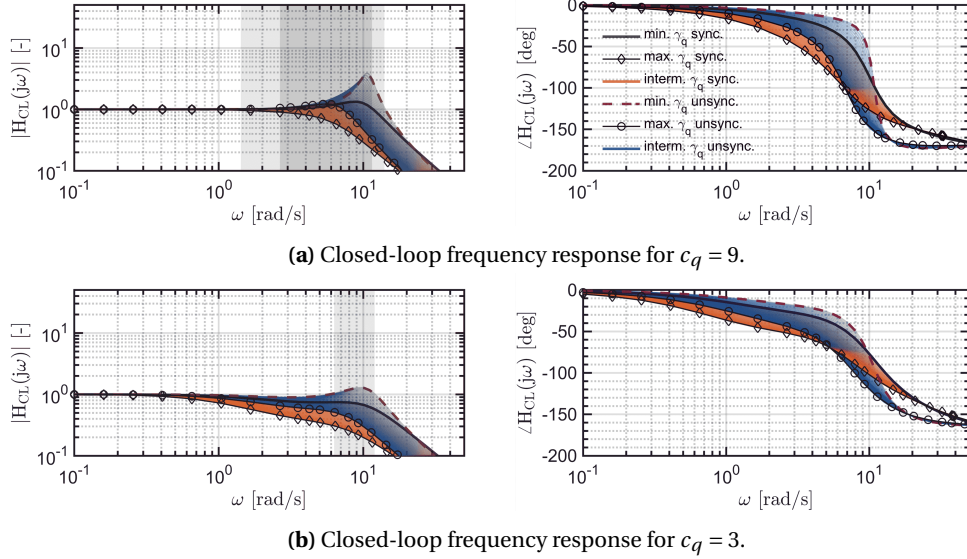 |H_CL(jω)| [-]
10^1
10^0
10^-1
10^-1
10^0
10^1
ω [rad/s]
∠H_CL(jω) [deg]
0
-50
-100
-150
-200
min. γ_q sync.
max. γ_q sync.
interm. γ_q sync.
min. γ_q unsync.
max. γ_q unsync.
interm. γ_q unsync.
10^-1
10^0
10^1
ω [rad/s]
(a) Closed-loop frequency response for c_q = 9.
|H_CL(jω)| [-]
10^1
10^0
10^-1
10^-1
10^0
10^1
ω [rad/s]
∠H_CL(jω) [deg]
0
-50
-100
-150
-200
10^-1
10^0
10^1
ω [rad/s]
(b) Closed-loop frequency response for c_q = 3.